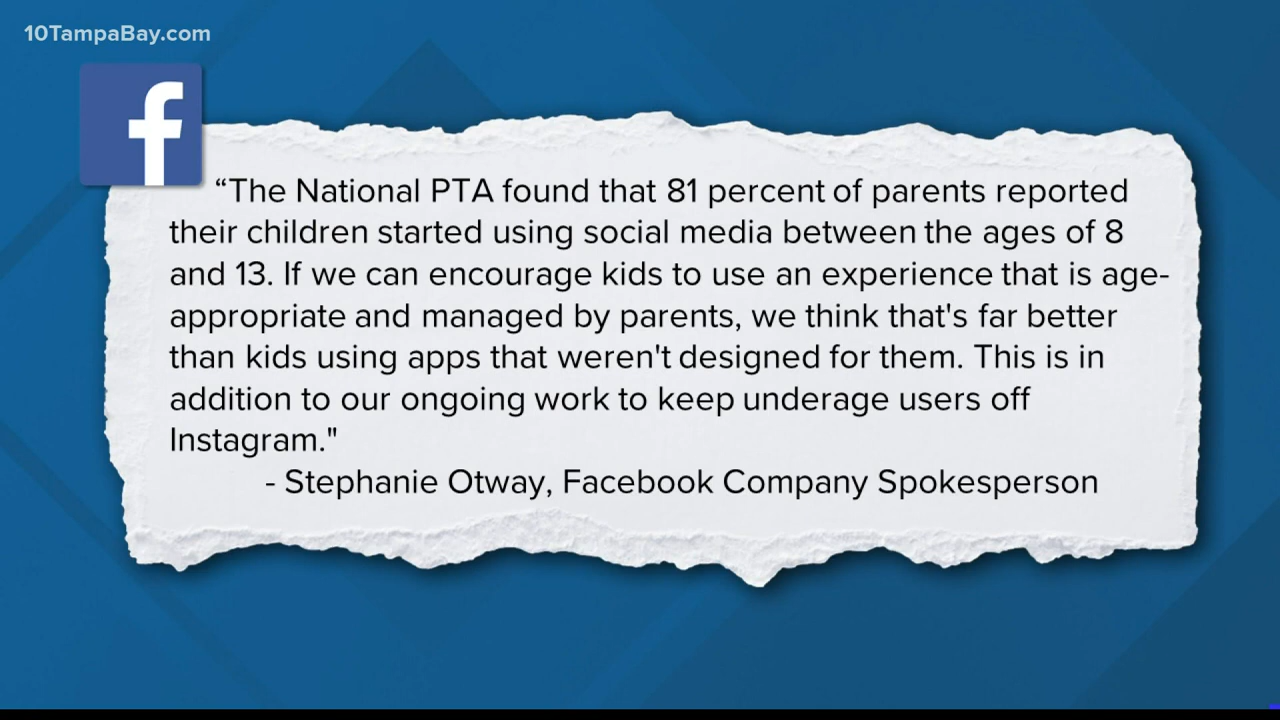 10TampaBay.com
f
“The National PTA found that 81 percent of parents reported
their children started using social media between the ages of 8
and 13. If we can encourage kids to use an experience that is age-
appropriate and managed by parents, we think that's far better
than kids using apps that weren't designed for them. This is in
addition to our ongoing work to keep underage users off
Instagram."
- Stephanie Otway, Facebook Company Spokesperson